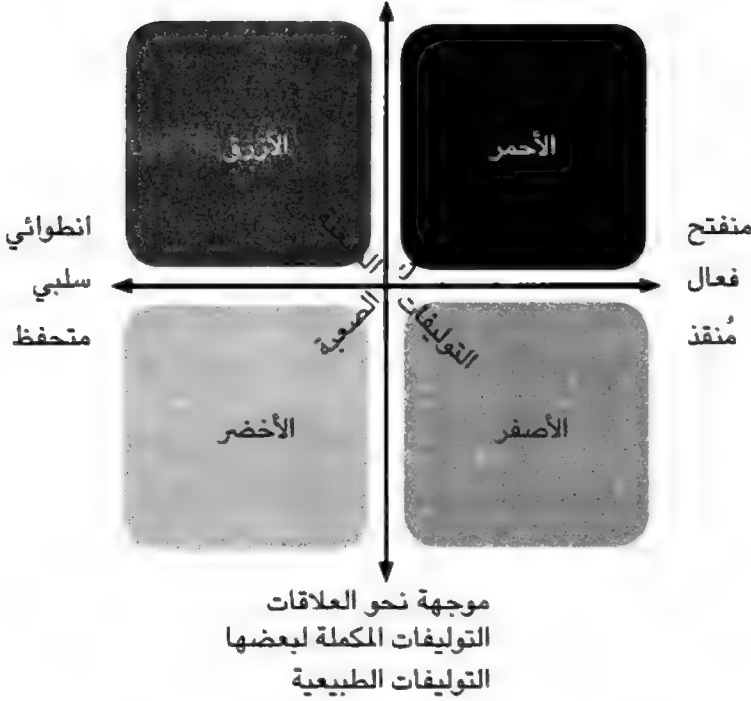 الأزرق
الأحمر
انطوائي
سلبي
متحفظ
منفتح
فعال
مُنقذ
التوليفات
الصعبة
الأخضر
الأصفر
موجهة نحو العلاقات
التوليفات المكملة لبعضها
التوليفات الطبيعية